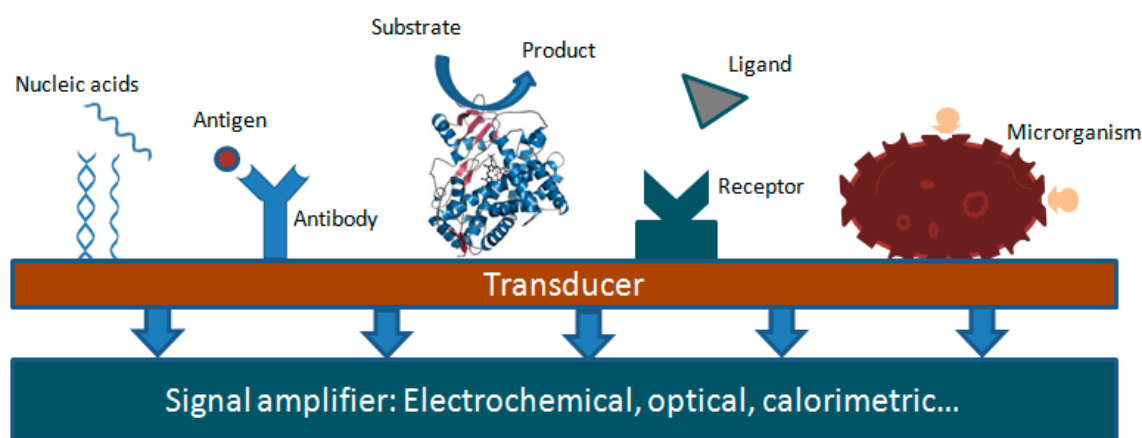 Substrate
Product
Nucleic acids
Ligand
Antigen
Microrganism
Receptor
Antibody
Transducer
Signal amplifier: Electrochemical, optical, calorimetric...